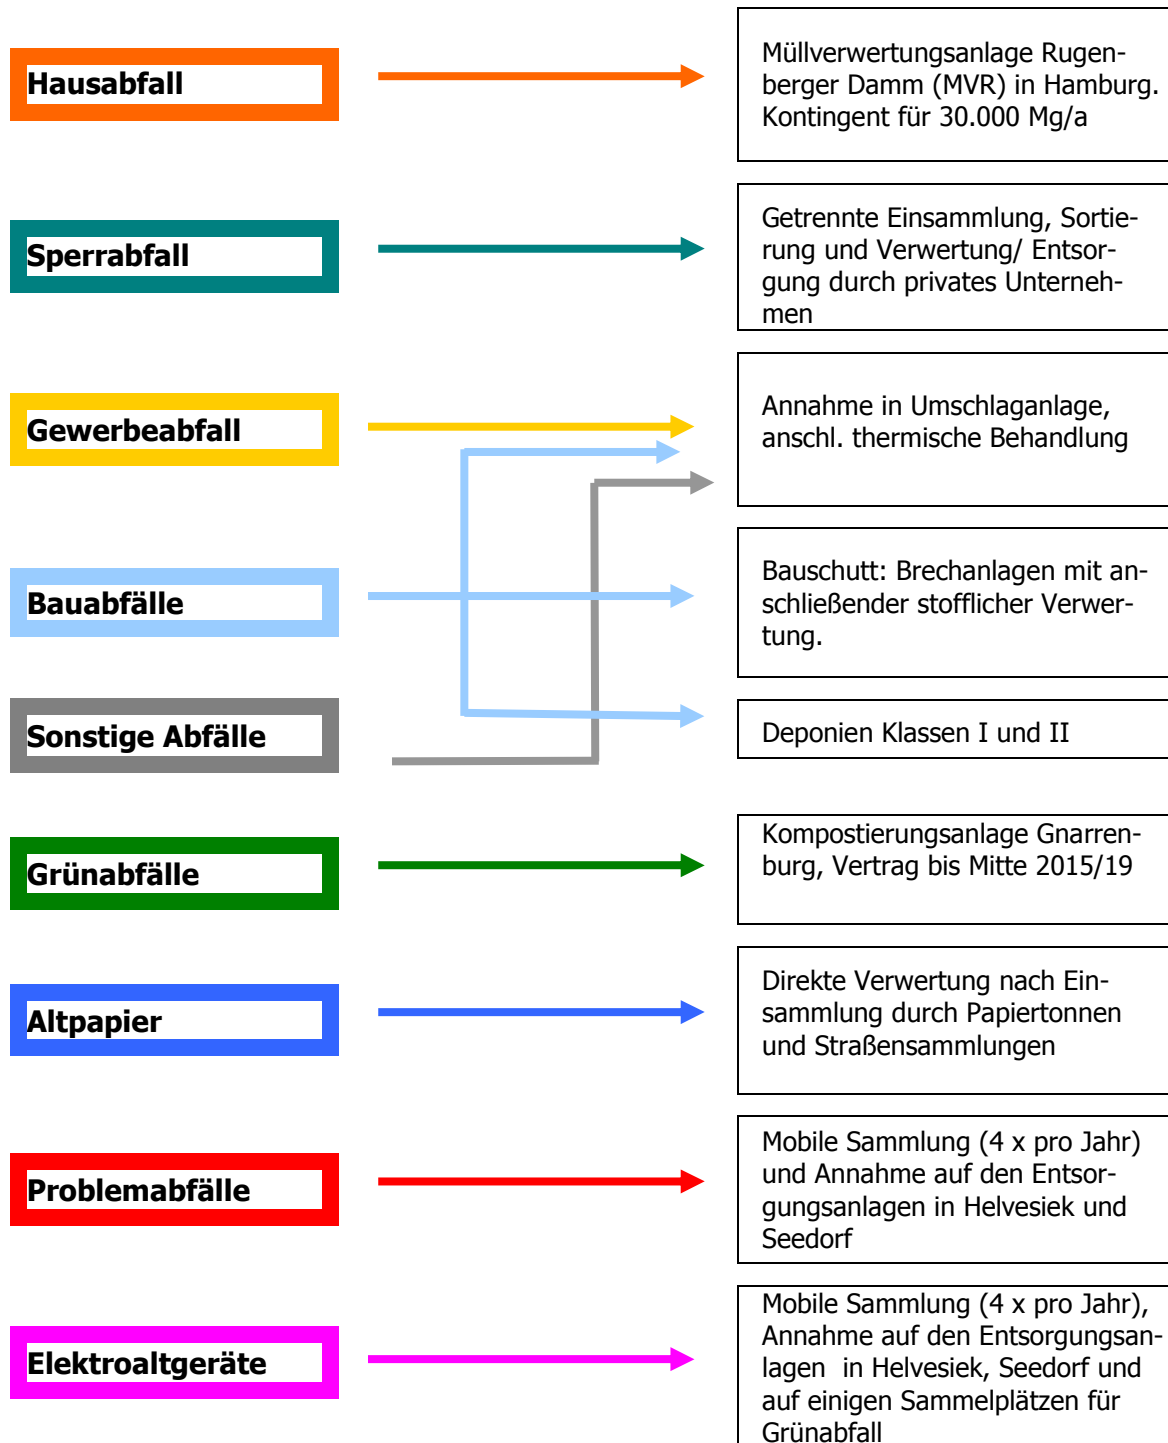 Hausabfall
Müllverwertungsanlage Rugen-
berger Damm (MVR) in Hamburg.
Kontingent für 30.000 Mg/a
Sperrabfall
Getrennte Einsammlung, Sortie-
rung und Verwertung/ Entsor-
gung durch privates Unterneh-
men
Gewerbeabfall
Annahme in Umschlaganlage,
anschl. thermische Behandlung
Bauabfälle
Bauschutt: Brechanlagen mit an-
schließender stofflicher Verwer-
tung.
Sonstige Abfälle
Deponien Klassen I und II
Grünabfälle
Kompostierungsanlage Gnarren-
burg, Vertrag bis Mitte 2015/19
Altpapier
Direkte Verwertung nach Ein-
sammlung durch Papiertonnen
und Straßensammlungen
Problemabfälle
Mobile Sammlung (4 x pro Jahr)
und Annahme auf den Entsor-
gungsanlagen in Helvesiek und
Seedorf
Elektroaltgeräte
Mobile Sammlung (4 x pro Jahr),
Annahme auf den Entsorgungsan-
lagen  in Helvesiek, Seedorf und
auf einigen Sammelplätzen für
Grünabfall